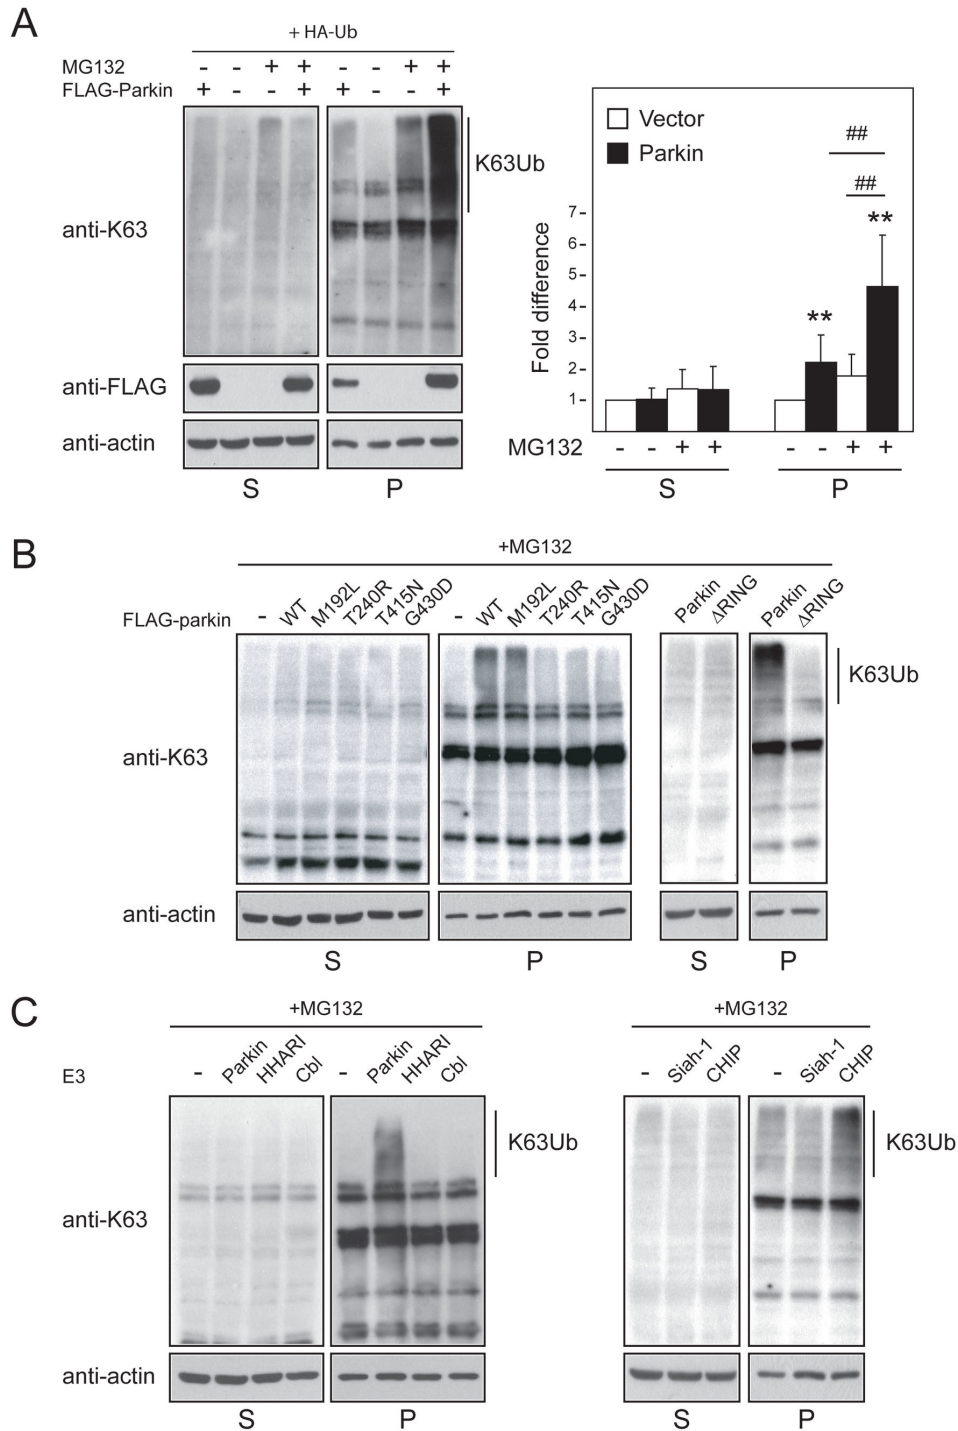 A
+ HA-Ub
MG132 - - + + - - + +
FLAG-Parkin + - - + + - - +
K63Ub
anti-K63
anti-FLAG
anti-actin
S P
Vector
Parkin
##
##
**
**
Fold difference
7
6
5
4
3
2
1
MG132 - - + + - - + +
S P
B
+MG132
FLAG-parkin - WT M192L T240R T415N G430D - WT M192L T240R T415N G430D Parkin ΔRING Parkin ΔRING
K63Ub
anti-K63
anti-actin
S P S P
C
+MG132 +MG132
E3 - Parkin HHARI Cbl - Parkin HHARI Cbl - Siah-1 CHIP - Siah-1 CHIP
K63Ub K63Ub
anti-K63
anti-actin
S P S P